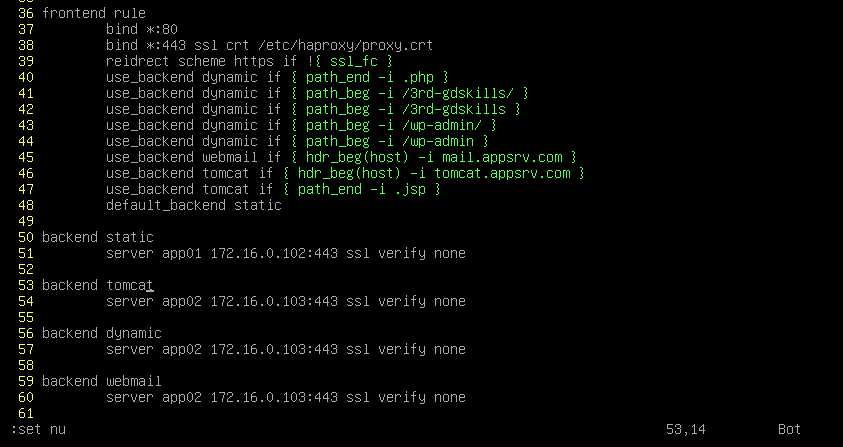 36 frontend rule
37         bind *:80
38         bind *:443 ssl crt /etc/haproxy/proxy.crt
39         reidrect scheme https if !{ ssl_fc }
40         use_backend dynamic if { path_end -i .php }
41         use_backend dynamic if { path_beg -i /3rd-gdskills/ }
42         use_backend dynamic if { path_beg -i /3rd-gdskills }
43         use_backend dynamic if { path_beg -i /wp-admin/ }
44         use_backend dynamic if { path_beg -i /wp-admin }
45         use_backend webmail if { hdr_beg(host) -i mail.appsrv.com }
46         use_backend tomcat if { hdr_beg(host) -i tomcat.appsrv.com }
47         use_backend tomcat if { path_end -i .jsp }
48         default_backend static
49
50 backend static
51         server app01 172.16.0.102:443 ssl verify none
52
53 backend tomcat
54         server app02 172.16.0.103:443 ssl verify none
55
56 backend dynamic
57         server app02 172.16.0.103:443 ssl verify none
58
59 backend webmail
60         server app02 172.16.0.103:443 ssl verify none
61
:set nu 53,14 Bot